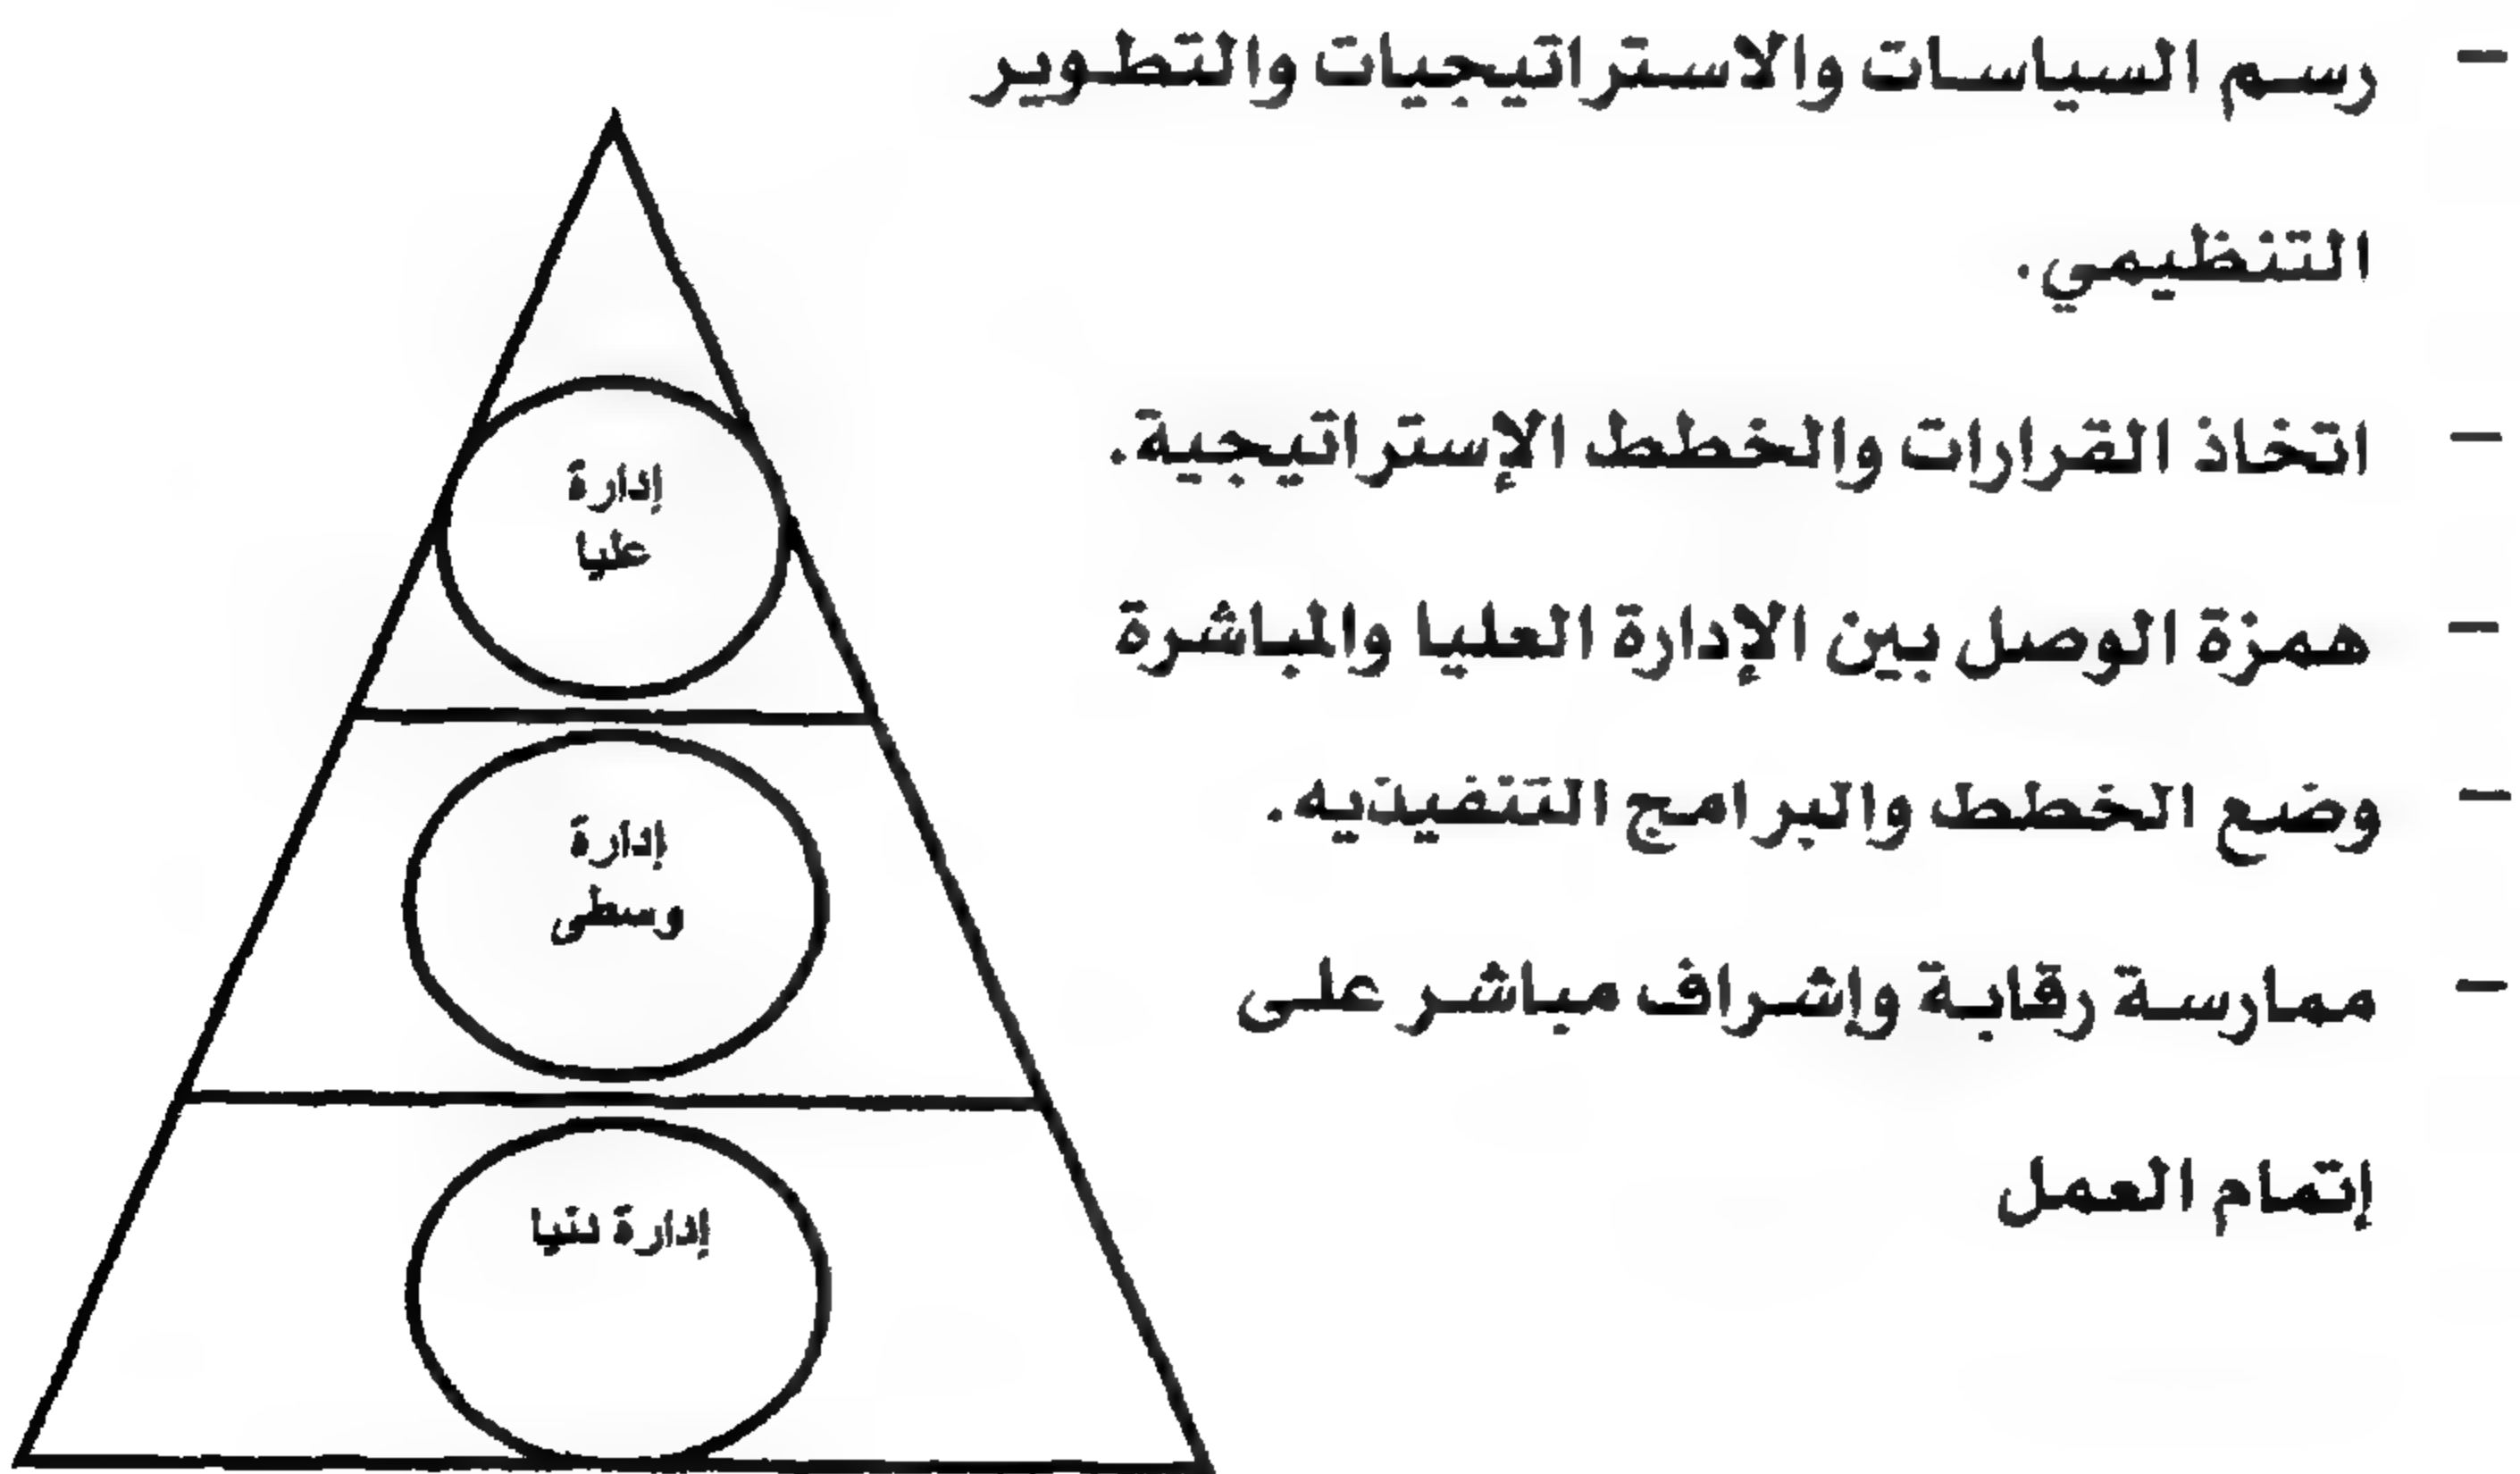 – رسم السياسات والاستراتيجيات والتطوير
التنظيمي.
– اتخاذ القرارات والخطط الإستراتيجية.
– همزة الوصل بين الإدارة العليا والمباشرة
– وضع الخطط والبرامج التنفيذيه.
– ممارسة رقابة وإشراف مباشر على
إتمام العمل
إدارة
عليا
إدارة
وسطى
إدارة دنيا